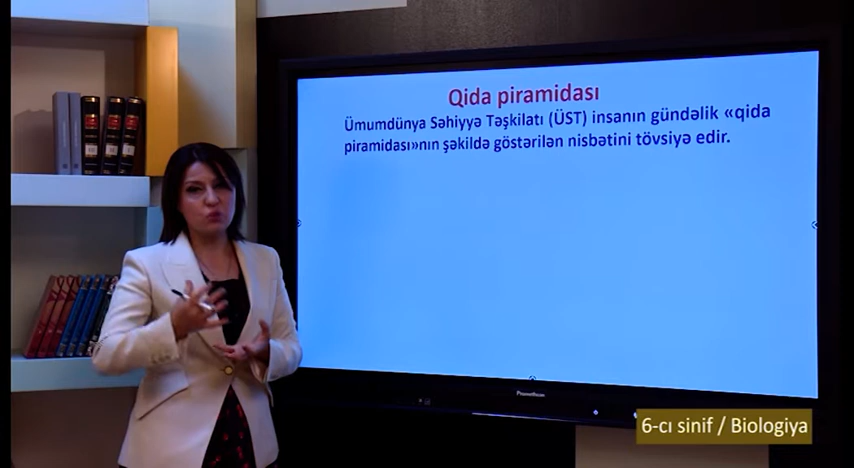 Qida piramidası
Ümumdünya Səhiyyə Təşkilatı (ÜST) insanın gündəlik «qida
piramidası»nın şəkildə göstərilən nisbətini tövsiyə edir.
Promethean
6-cı sinif / Biologiya